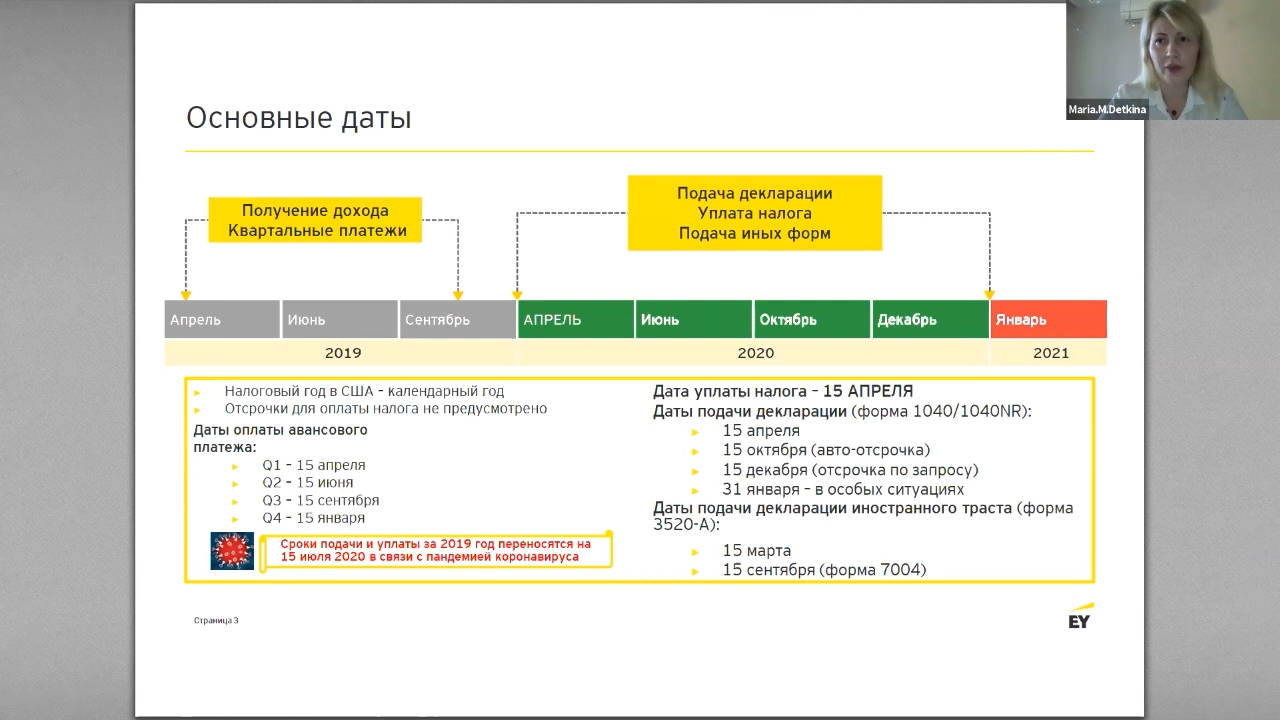 Maria.M.Detkina
Основные даты
Получение дохода
Квартальные платежи
Подача декларации
Уплата налога
Подача иных форм
Апрель
Июнь
Сентябрь
АПРЕЛЬ
Июнь
Октябрь
Декабрь
Январь
2019
2020
2021
Налоговый год в США – календарный год
Отсрочки для оплаты налога не предусмотрено
Даты оплаты авансового
платежа:
Q1 – 15 апреля
Q2 – 15 июня
Q3 – 15 сентября
Q4 – 15 января
Сроки подачи и уплаты за 2019 год переносятся на
15 июля 2020 в связи с пандемией коронавируса
Дата уплаты налога – 15 АПРЕЛЯ
Даты подачи декларации (форма 1040/1040NR):
15 апреля
15 октября (авто-отсрочка)
15 декабря (отсрочка по запросу)
31 января – в особых ситуациях
Даты подачи декларации иностранного траста (форма
3520-A):
15 марта
15 сентября (форма 7004)
Страница 3
EY